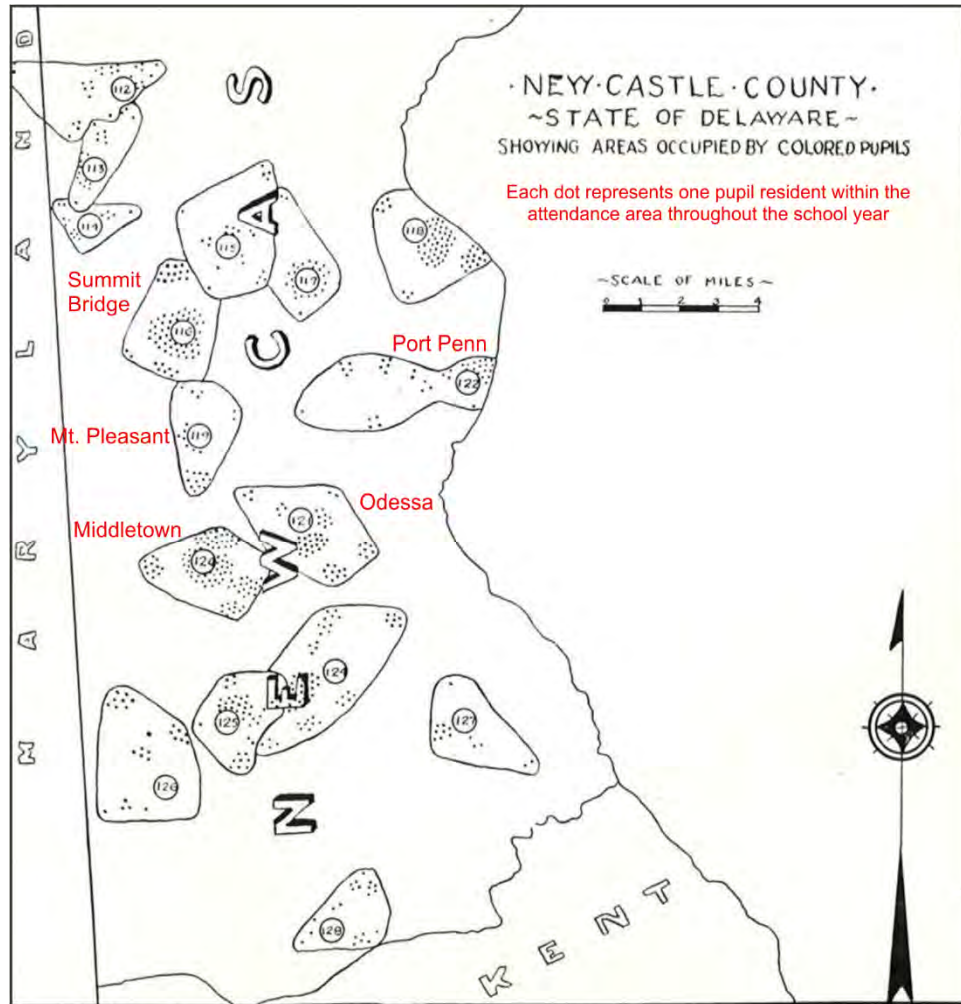 · NEW · CASTLE · COUNTY ·
~ STATE OF DELAWARE ~
SHOWING AREAS OCCUPIED BY COLORED PUPILS
Each dot represents one pupil resident within the
attendance area throughout the school year
~ SCALE OF MILES ~
0 1 2 3 4
MARYLAND
NEW CAS
112
113
114
115
118
117
Summit
Bridge
116
Port Penn
122
Mt. Pleasant
119
Odessa
121
Middletown
120
124
125
127
126
128
KENT